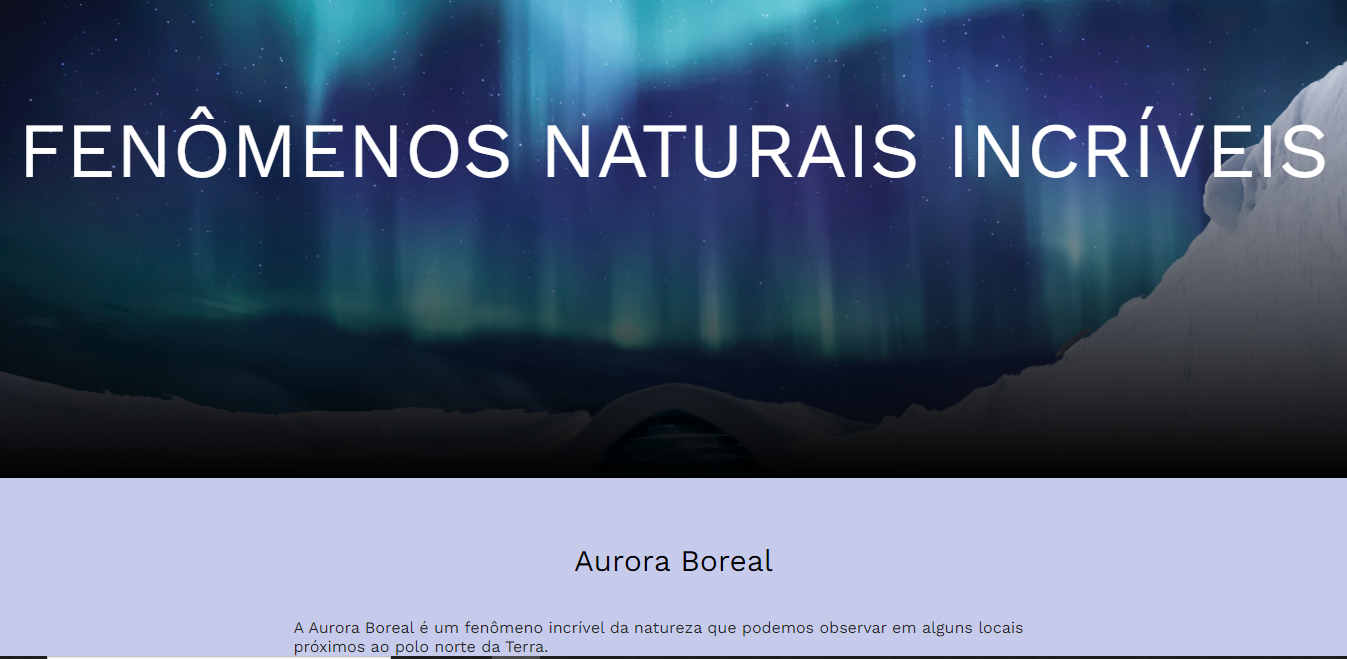 FENÔMENOS NATURAIS INCRÍVEIS
Aurora Boreal
A Aurora Boreal é um fenômeno incrível da natureza que podemos observar em alguns locais
próximos ao polo norte da Terra.